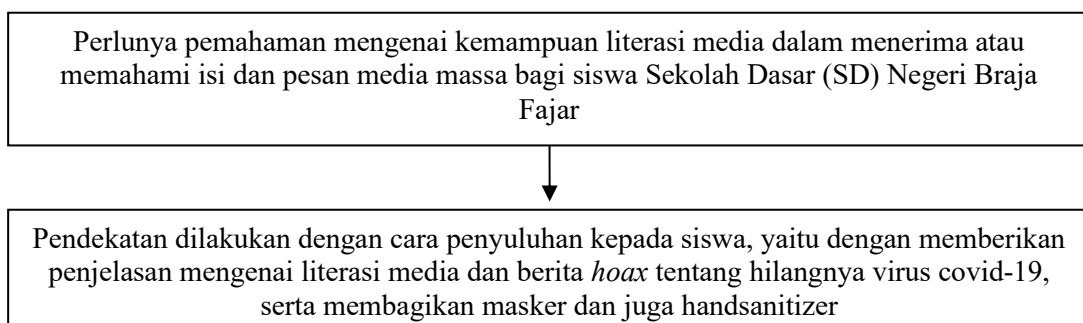 Perlunya pemahaman mengenai kemampuan literasi media dalam menerima atau
memahami isi dan pesan media massa bagi siswa Sekolah Dasar (SD) Negeri Braja
Fajar
Pendekatan dilakukan dengan cara penyuluhan kepada siswa, yaitu dengan memberikan
penjelasan mengenai literasi media dan berita hoax tentang hilangnya virus covid-19,
serta membagikan masker dan juga handsanitizer